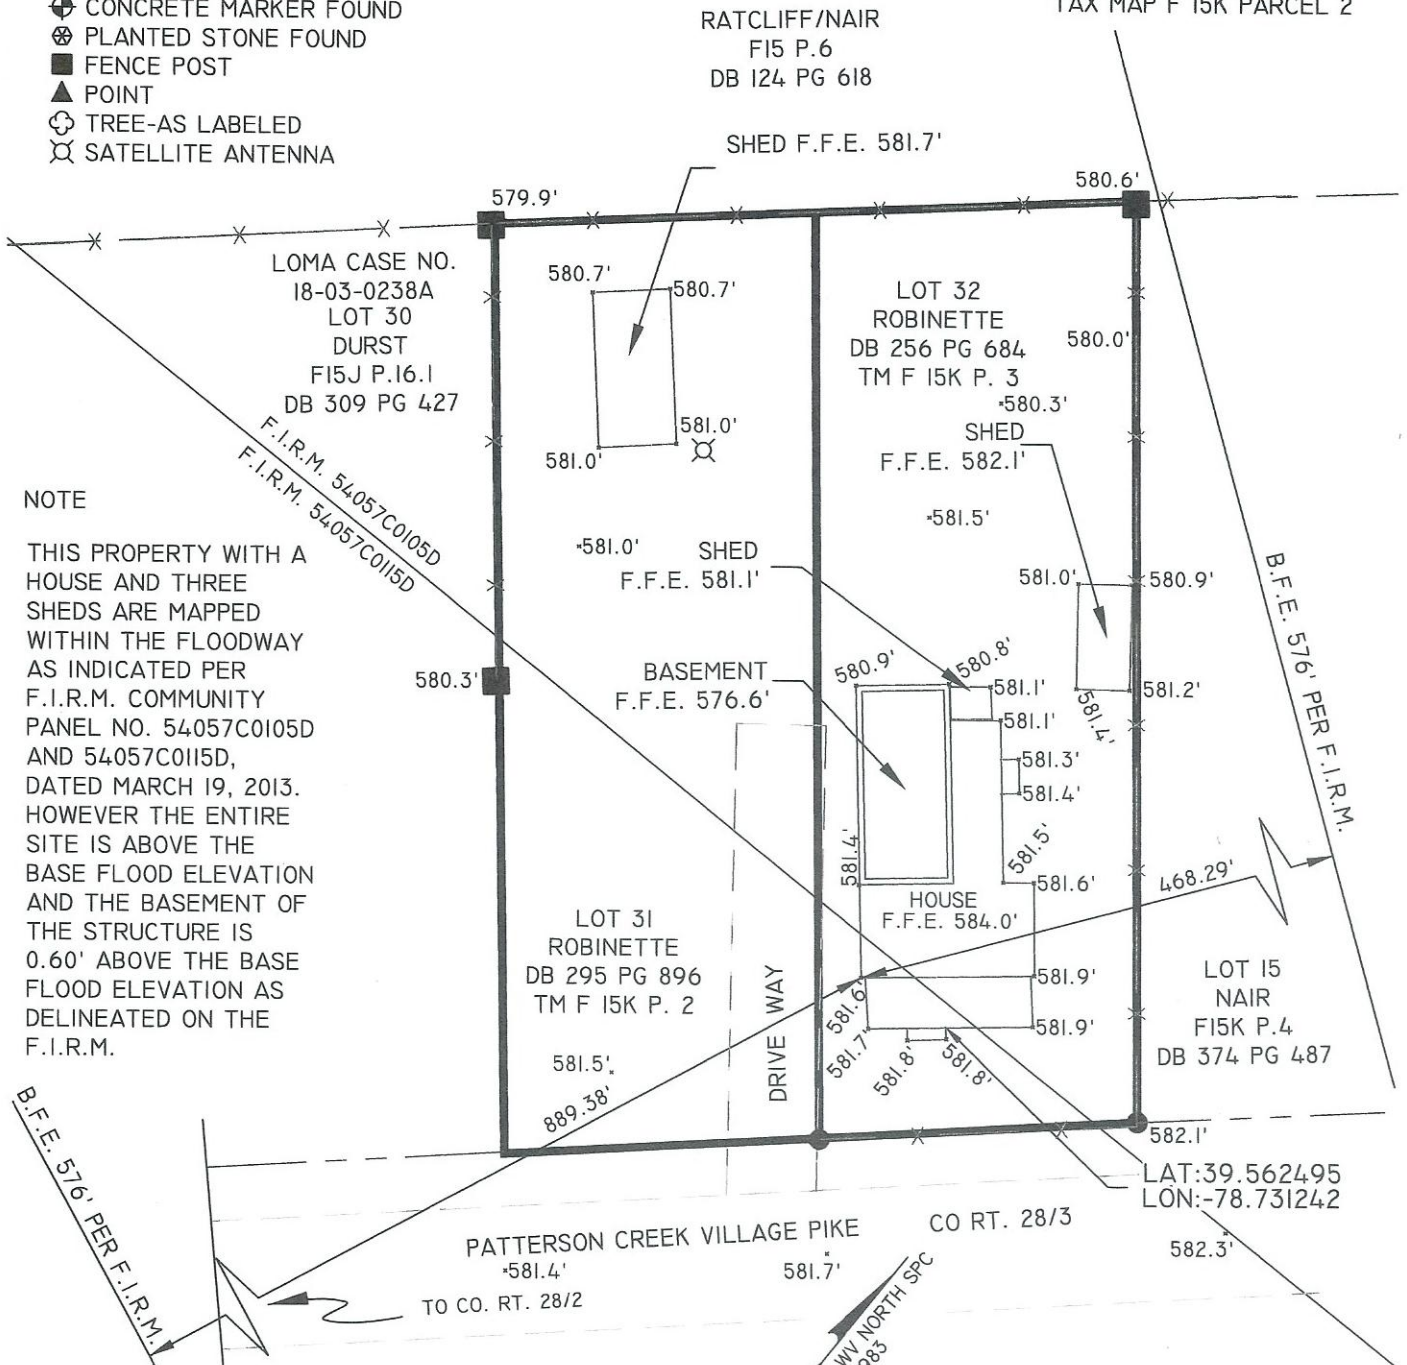 CONCRETE MARKER FOUND
PLANTED STONE FOUND
FENCE POST
POINT
TREE-AS LABELED
SATELLITE ANTENNA
RATCLIFF/NAIR
F15 P.6
DB 124 PG 618
TAX MAP F 15K PARCEL 2
SHED F.F.E. 581.7'
579.9'
580.6'
LOMA CASE NO.
18-03-0238A
LOT 30
DURST
F15J P.16.1
DB 309 PG 427
580.7'
580.7'
581.0'
581.0'
LOT 32
ROBINETTE
DB 256 PG 684
TM F 15K P. 3
580.0'
580.3'
SHED
F.F.E. 582.1'
581.5'
F.I.R.M. 54057C0105D
F.I.R.M. 54057C0115D
581.0'
SHED
F.F.E. 581.1'
581.0'
580.9'
581.2'
581.4'
B.F.E. 576' PER F.I.R.M.
NOTE
THIS PROPERTY WITH A
HOUSE AND THREE
SHEDS ARE MAPPED
WITHIN THE FLOODWAY
AS INDICATED PER
F.I.R.M. COMMUNITY
PANEL NO. 54057C0105D
AND 54057C0115D,
DATED MARCH 19, 2013.
HOWEVER THE ENTIRE
SITE IS ABOVE THE
BASE FLOOD ELEVATION
AND THE BASEMENT OF
THE STRUCTURE IS
0.60' ABOVE THE BASE
FLOOD ELEVATION AS
DELINEATED ON THE
F.I.R.M.
580.3'
BASEMENT
F.F.E. 576.6'
580.9'
580.8'
581.1'
581.1'
581.3'
581.4'
581.4'
581.5'
581.6'
HOUSE
F.F.E. 584.0'
468.29'
LOT 31
ROBINETTE
DB 295 PG 896
TM F 15K P. 2
581.5'
889.38'
DRIVE WAY
581.6'
581.7'
581.8'
581.8'
581.9'
581.9'
LOT 15
NAIR
F15K P.4
DB 374 PG 487
582.1'
LAT:39.562495
LON:-78.731242
582.3'
B.F.E. 576' PER F.I.R.M.
PATTERSON CREEK VILLAGE PIKE
CO RT. 28/3
581.4'
581.7'
TO CO. RT. 28/2
WV NORTH SPC
983